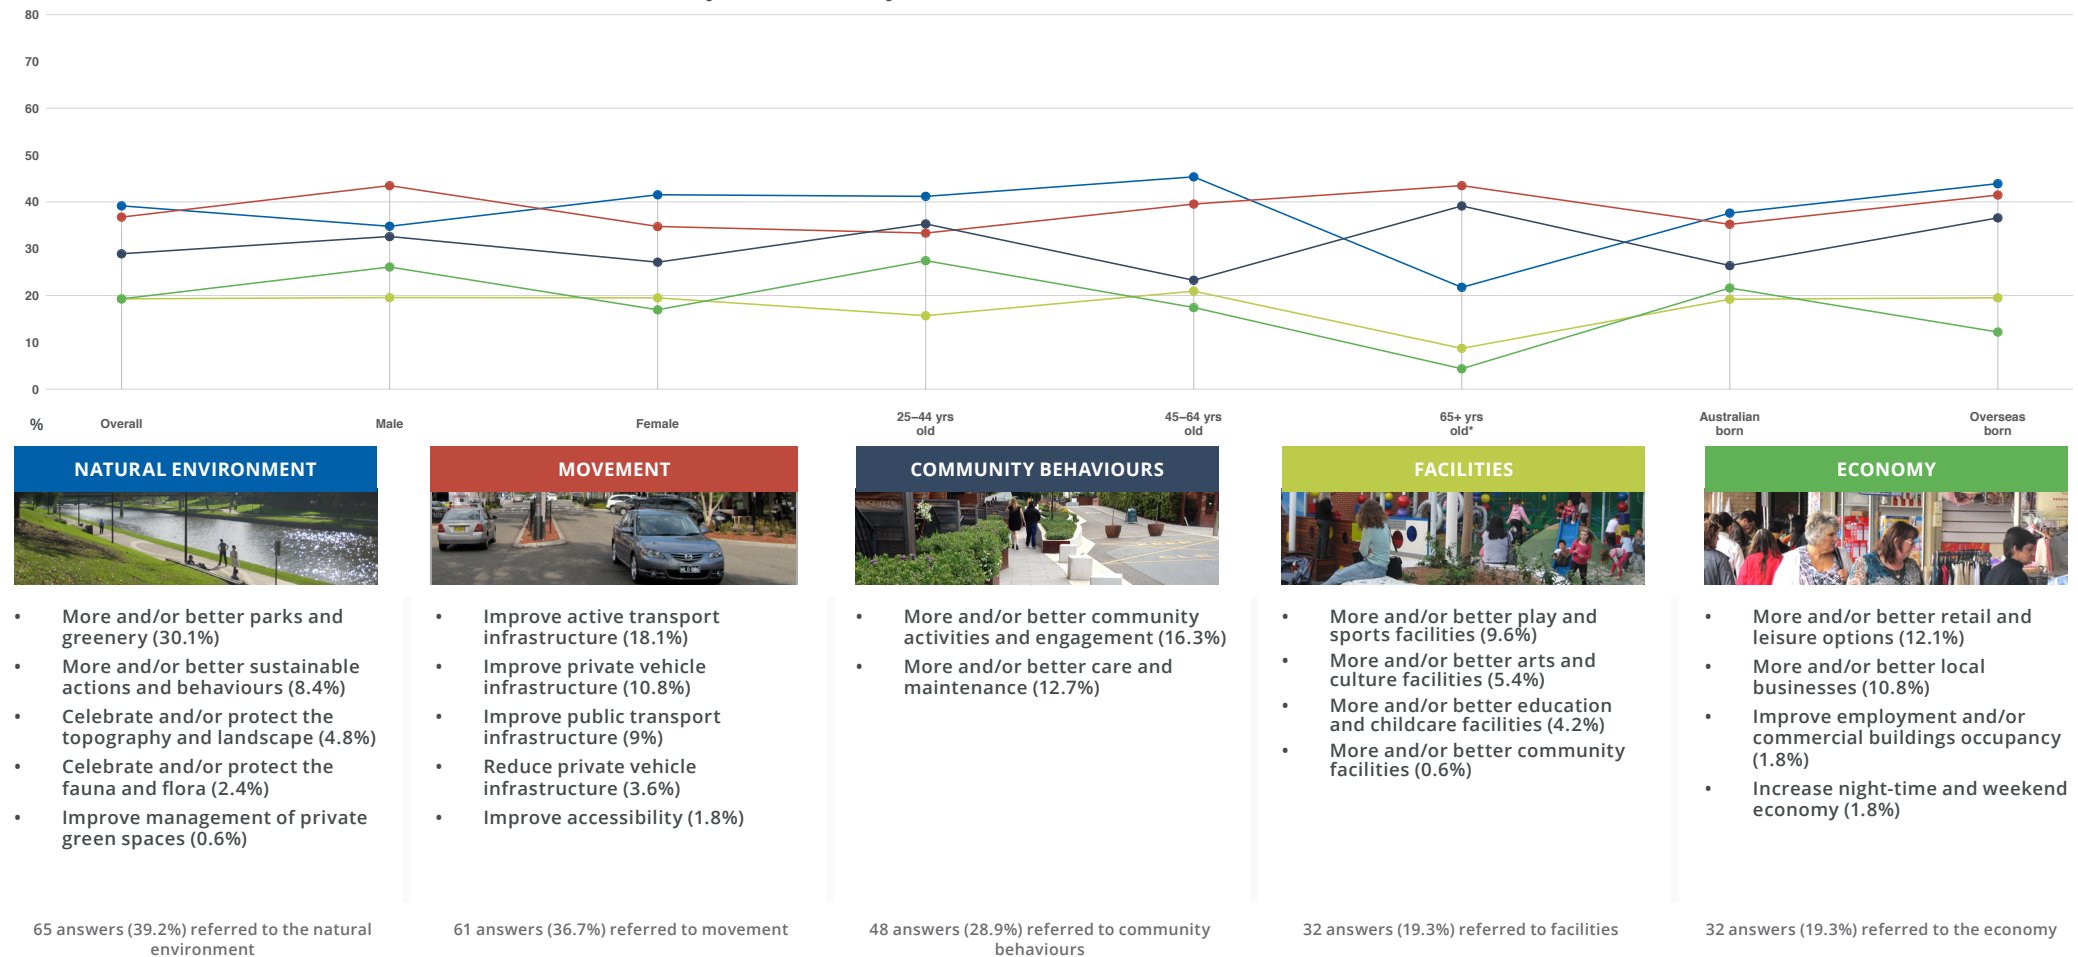 80
70
60
50
40
30
20
10
0
%
Overall
Male
Female
25–44 yrs
old
45–64 yrs
old
65+ yrs
old*
Australian
born
Overseas
born
NATURAL ENVIRONMENT
• More and/or better parks and
greenery (30.1%)
• More and/or better sustainable
actions and behaviours (8.4%)
• Celebrate and/or protect the
topography and landscape (4.8%)
• Celebrate and/or protect the
fauna and flora (2.4%)
• Improve management of private
green spaces (0.6%)
65 answers (39.2%) referred to the natural
environment
MOVEMENT
• Improve active transport
infrastructure (18.1%)
• Improve private vehicle
infrastructure (10.8%)
• Improve public transport
infrastructure (9%)
• Reduce private vehicle
infrastructure (3.6%)
• Improve accessibility (1.8%)
61 answers (36.7%) referred to movement
COMMUNITY BEHAVIOURS
• More and/or better community
activities and engagement (16.3%)
• More and/or better care and
maintenance (12.7%)
48 answers (28.9%) referred to community
behaviours
FACILITIES
• More and/or better play and
sports facilities (9.6%)
• More and/or better arts and
culture facilities (5.4%)
• More and/or better education
and childcare facilities (4.2%)
• More and/or better community
facilities (0.6%)
32 answers (19.3%) referred to facilities
ECONOMY
• More and/or better retail and
leisure options (12.1%)
• More and/or better local
businesses (10.8%)
• Improve employment and/or
commercial buildings occupancy
(1.8%)
• Increase night-time and weekend
economy (1.8%)
32 answers (19.3%) referred to the economy